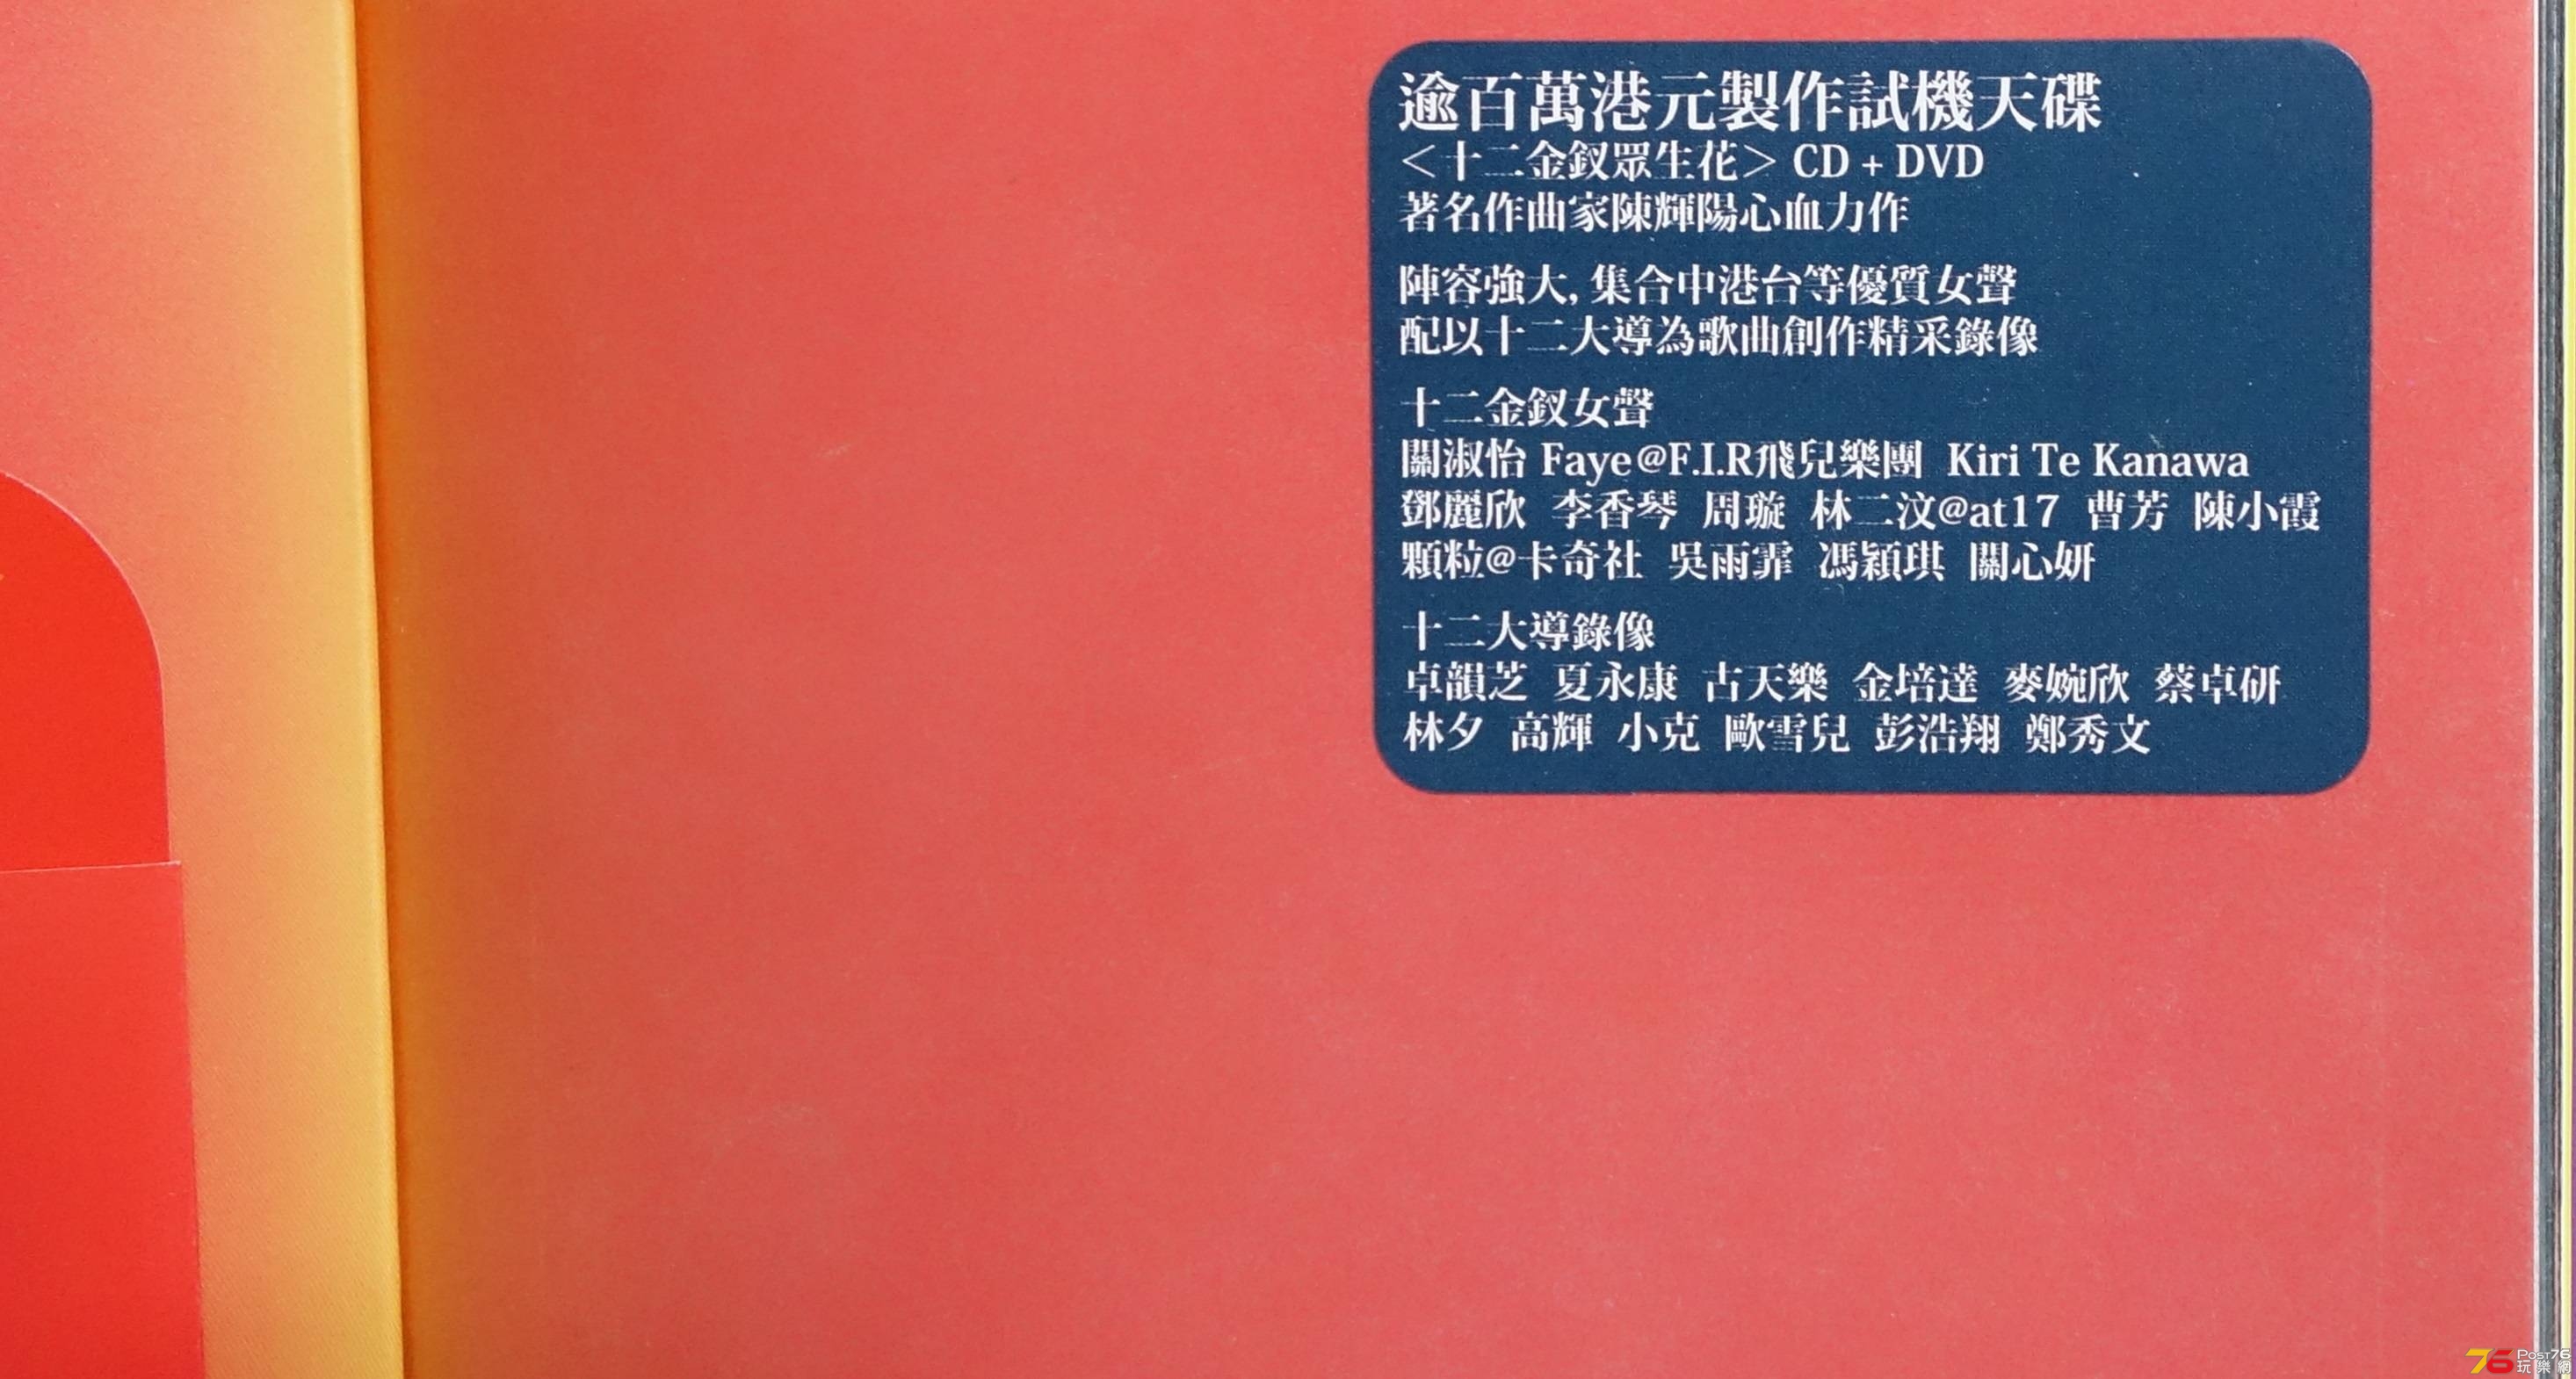 逾百萬港元製作試機天碟
＜十二金釵眾生花＞ CD + DVD
著名作曲家陳輝陽心血力作
陣容強大, 集合中港台等優質女聲
配以十二大導為歌曲創作精采錄像
十二金釵女聲
關淑怡 Faye@F.I.R飛兒樂團 Kiri Te Kanawa
鄧麗欣 李香琴 周璇 林二汶@at17 曹芳 陳小霞
顆粒@卡奇社 吳雨霏 馮穎琪 關心妍
十二大導錄像
卓韻芝 夏永康 古天樂 金培達 麥婉欣 蔡卓研
林夕 高輝 小克 歐雪兒 彭浩翔 鄭秀文
76 POST76
玩樂網